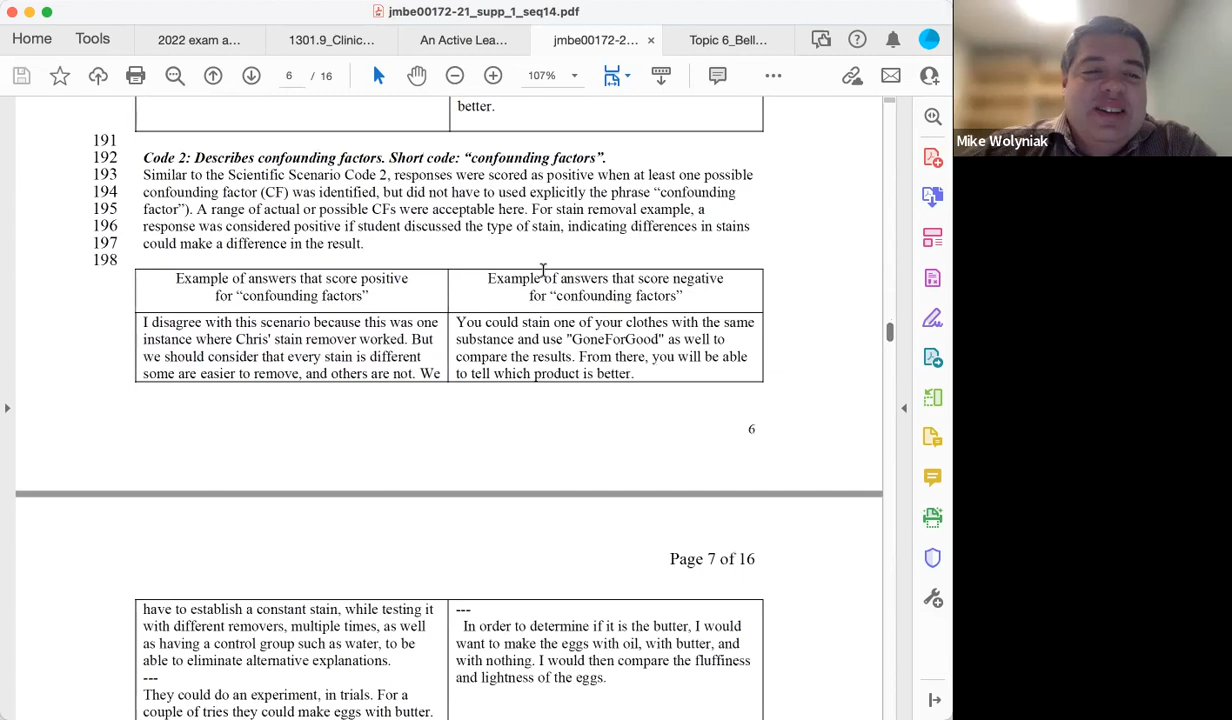 jmbe00172-21_supp_1_seq14.pdf
Home Tools 2022 exam a... 1301.9_Clinic... An Active Lea... jmbe00172-2... × Topic 6_Bell...
6 / 16 107%
better.
191
192 Code 2: Describes confounding factors. Short code: “confounding factors”.
193 Similar to the Scientific Scenario Code 2, responses were scored as positive when at least one possible
194 confounding factor (CF) was identified, but did not have to used explicitly the phrase “confounding
195 factor”). A range of actual or possible CFs were acceptable here. For stain removal example, a
196 response was considered positive if student discussed the type of stain, indicating differences in stains
197 could make a difference in the result.
198
Example of answers that score positive
for “confounding factors”
Example of answers that score negative
for “confounding factors”
I disagree with this scenario because this was one
instance where Chris' stain remover worked. But
we should consider that every stain is different
some are easier to remove, and others are not. We
You could stain one of your clothes with the same
substance and use "GoneForGood" as well to
compare the results. From there, you will be able
to tell which product is better.
6
Page 7 of 16
have to establish a constant stain, while testing it
with different removers, multiple times, as well
as having a control group such as water, to be
able to eliminate alternative explanations.
---
They could do an experiment, in trials. For a
couple of tries they could make eggs with butter.
---
In order to determine if it is the butter, I would
want to make the eggs with oil, with butter, and
with nothing. I would then compare the fluffiness
and lightness of the eggs.
Mike Wolyniak